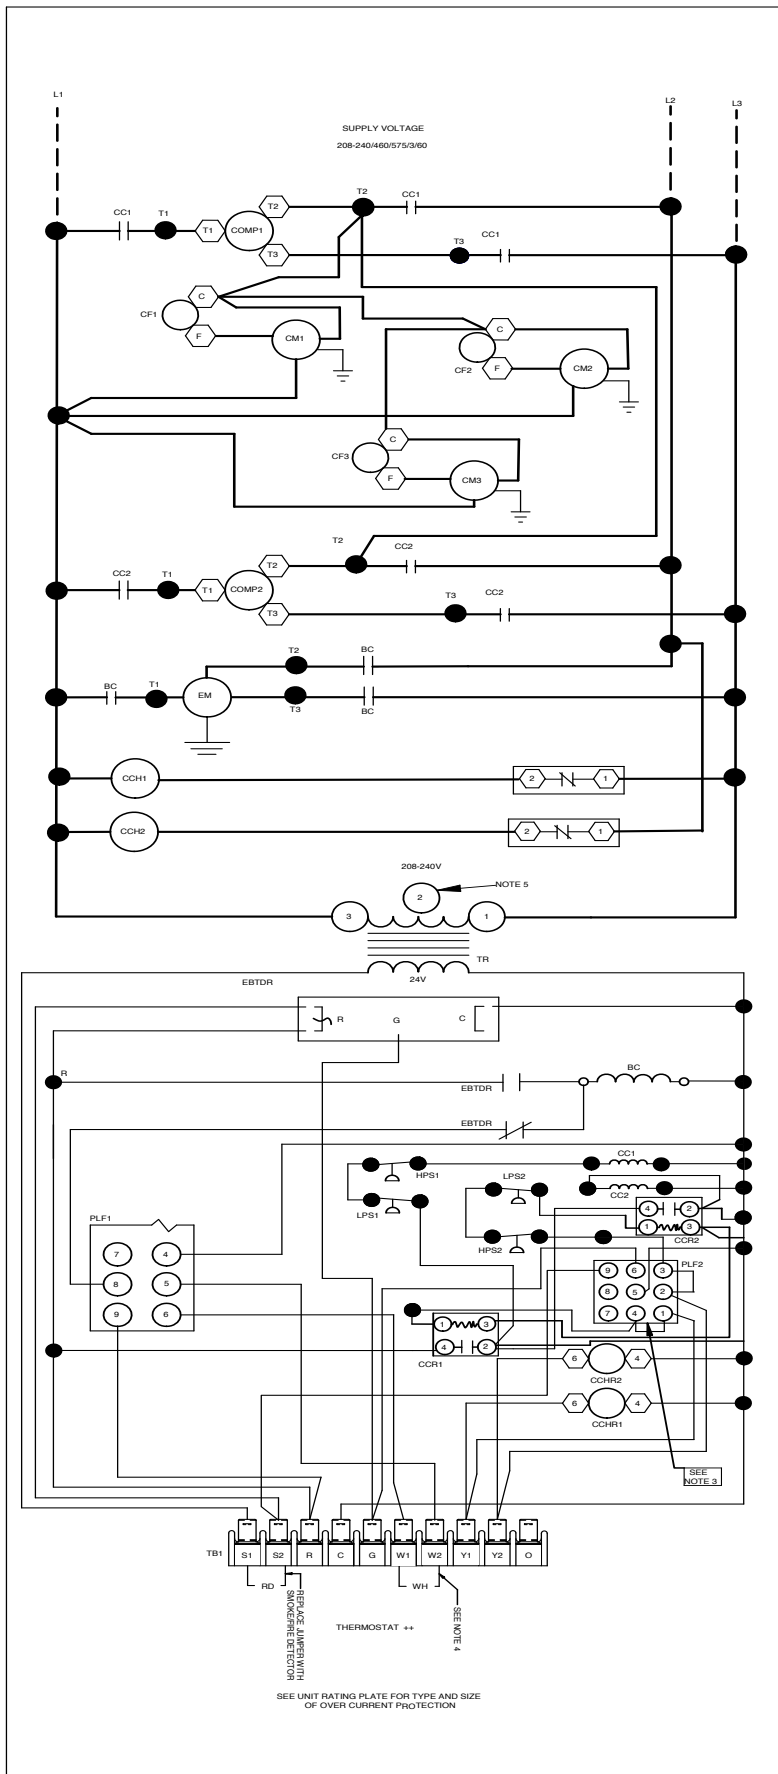 L1
L2
L3
SUPPLY VOLTAGE
208-240/460/575/3/60
T2
CC1
CC1
T1
T1
COMP1
T2
T3
T3
CC1
C
CF1
F
CM1
C
CF2
F
CM2
C
CF3
F
CM3
T2
CC2
CC2
T1
T1
COMP2
T2
T3
CC2
T2
BC
BC
T1
EM
T3
BC
CCH1
2
1
CCH2
2
1
208-240V
3
2
1
NOTE 5
TR
24V
EBTDR
R
G
C
R
EBTDR
BC
EBTDR
HPS1
CC1
LPS2
LPS1
CC2
4
2
1
3
CCR2
HPS2
PLF1
7
4
8
5
9
6
9
6
3
PLF2
8
5
2
7
4
1
1
3
4
2
CCR1
6
4
CCHR2
6
4
CCHR1
SEE
NOTE 3
TB1
S1
S2
R
C
G
W1
W2
Y1
Y2
O
RD
WH
REPLACE JUMPER WITH
SMOKE/FIRE DETECTOR
SEE NOTE 4
THERMOSTAT ++
SEE UNIT RATING PLATE FOR TYPE AND SIZE
OF OVER CURRENT PROTECTION